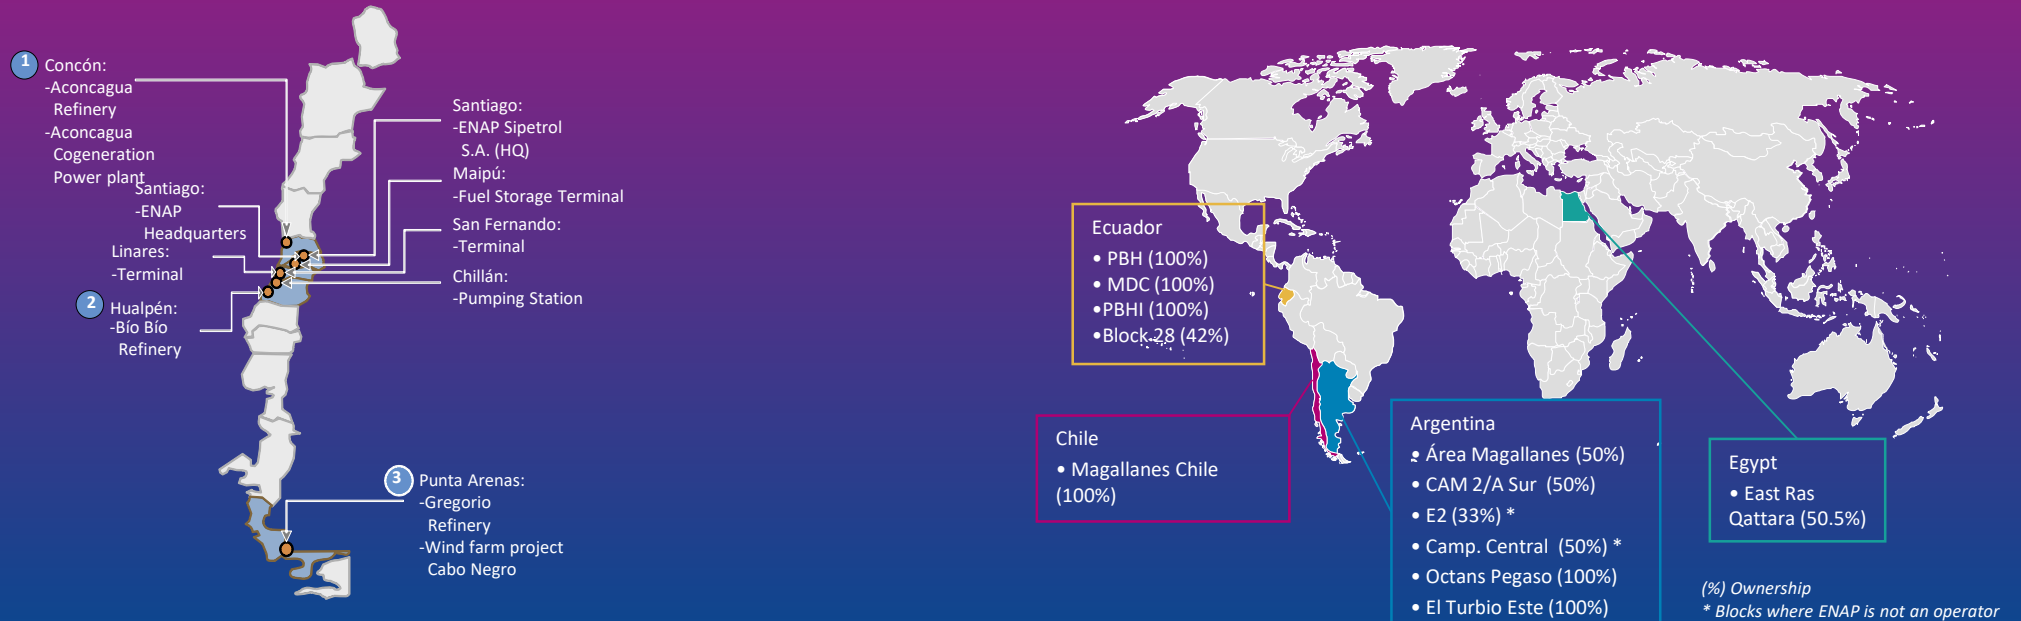 1
Concón:
-Aconcagua
Refinery
-Aconcagua
Cogeneration
Power plant
Santiago:
-ENAP
Headquarters
Linares:
-Terminal
2
Hualpén:
-Bío Bío
Refinery
Santiago:
-ENAP Sipetrol
S.A. (HQ)
Maipú:
-Fuel Storage Terminal
San Fernando:
-Terminal
Chillán:
-Pumping Station
3
Punta Arenas:
-Gregorio
Refinery
-Wind farm project
Cabo Negro
Ecuador
• PBH (100%)
• MDC (100%)
•PBHI (100%)
•Block 28 (42%)
Chile
• Magallanes Chile
(100%)
Argentina
• Área Magallanes (50%)
• CAM 2/A Sur (50%)
• E2 (33%) *
• Camp. Central (50%) *
• Octans Pegaso (100%)
• El Turbio Este (100%)
Egypt
• East Ras
Qattara (50.5%)
(%) Ownership
* Blocks where ENAP is not an operator